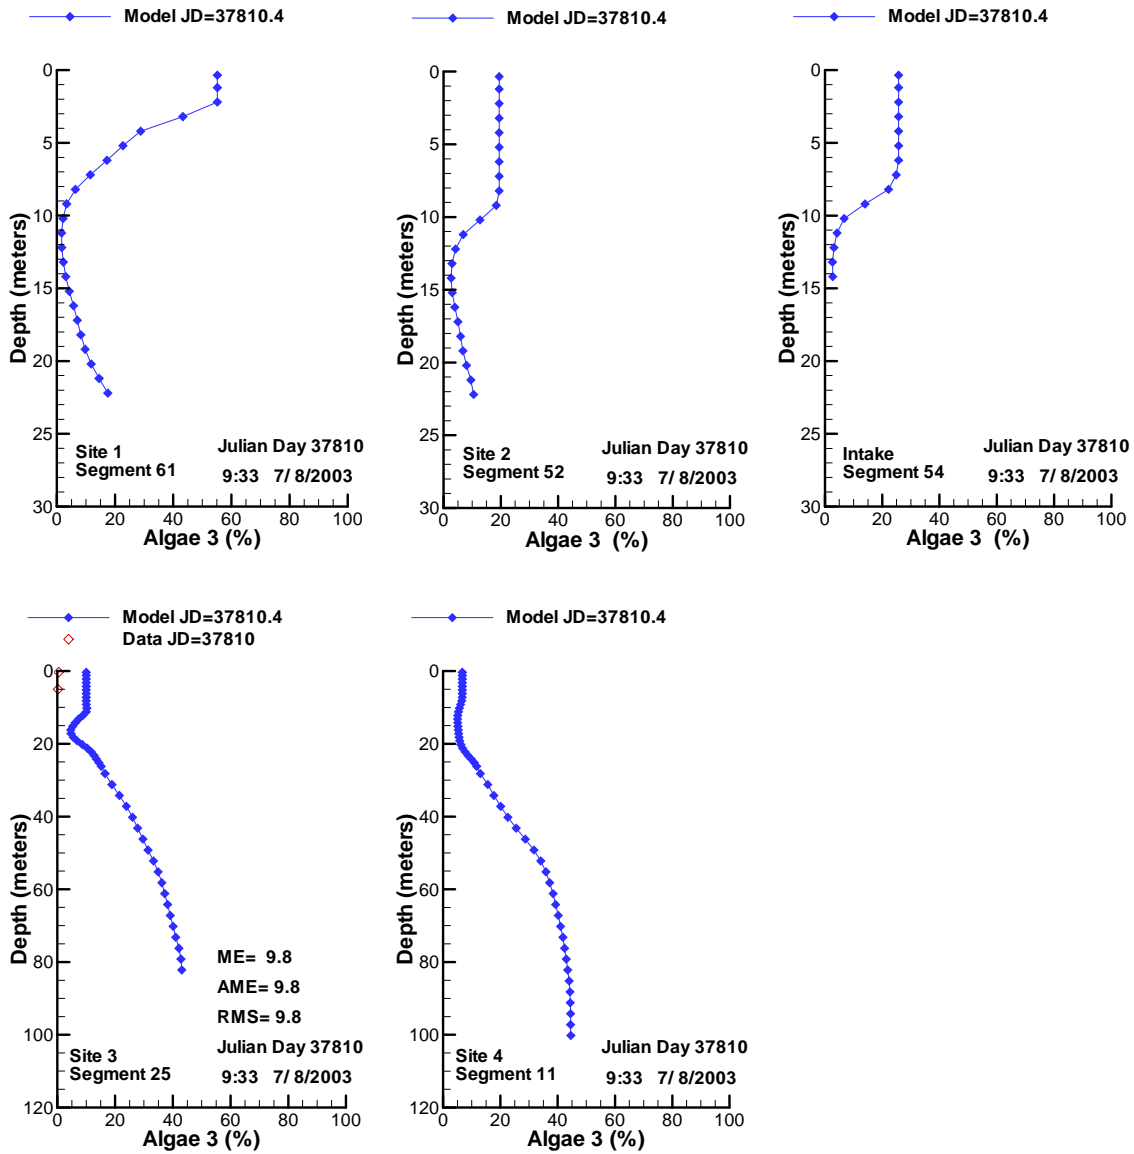 Model JD=37810.4
0
5
10
15
20
25
30
Depth (meters)
Site 1
Segment 61
Julian Day 37810
9:33 7/ 8/2003
0 20 40 60 80 100
Algae 3 (%)
Model JD=37810.4
0
5
10
15
20
25
30
Depth (meters)
Site 2
Segment 52
Julian Day 37810
9:33 7/ 8/2003
0 20 40 60 80 100
Algae 3 (%)
Model JD=37810.4
0
5
10
15
20
25
30
Depth (meters)
Intake
Segment 54
Julian Day 37810
9:33 7/ 8/2003
0 20 40 60 80 100
Algae 3 (%)
Model JD=37810.4
Data JD=37810
0
20
40
60
80
100
120
Depth (meters)
ME= 9.8
AME= 9.8
RMS= 9.8
Site 3
Segment 25
Julian Day 37810
9:33 7/ 8/2003
0 20 40 60 80 100
Algae 3 (%)
Model JD=37810.4
0
20
40
60
80
100
120
Depth (meters)
Site 4
Segment 11
Julian Day 37810
9:33 7/ 8/2003
0 20 40 60 80 100
Algae 3 (%)